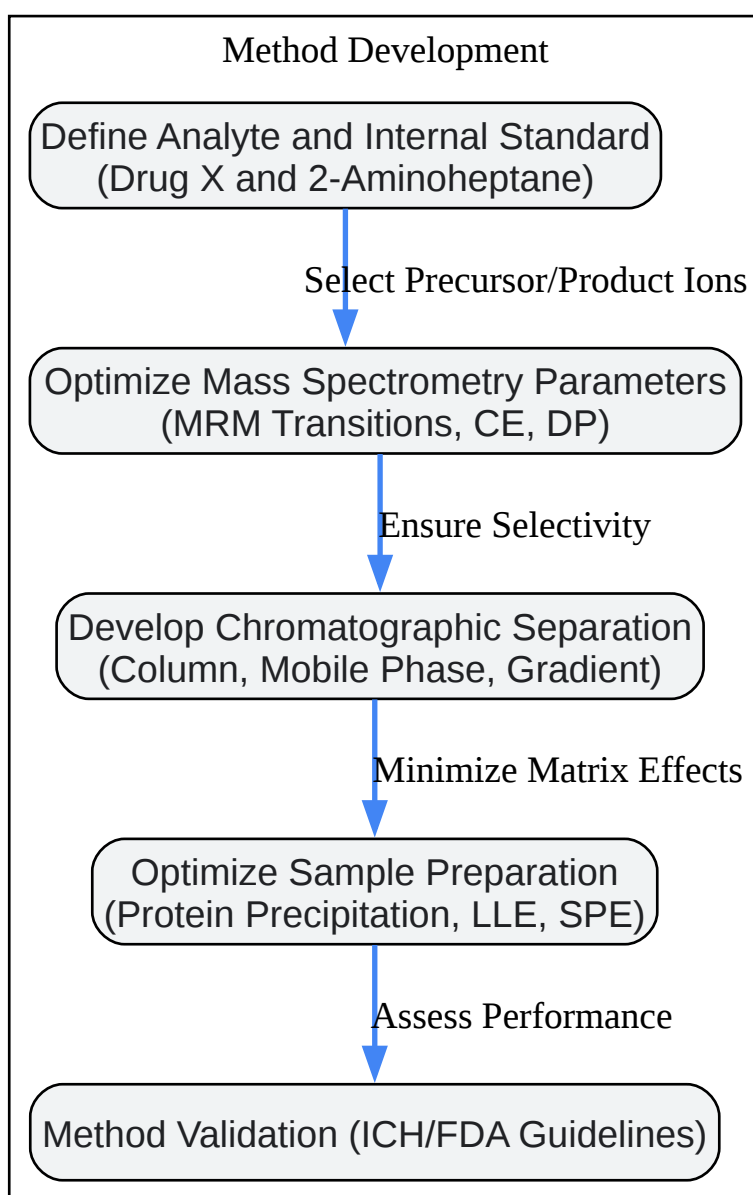 Method Development
Define Analyte and Internal Standard
(Drug X and 2-Aminoheptane)
Select Precursor/Product Ions
Optimize Mass Spectrometry Parameters
(MRM Transitions, CE, DP)
Ensure Selectivity
Develop Chromatographic Separation
(Column, Mobile Phase, Gradient)
Minimize Matrix Effects
Optimize Sample Preparation
(Protein Precipitation, LLE, SPE)
Assess Performance
Method Validation (ICH/FDA Guidelines)